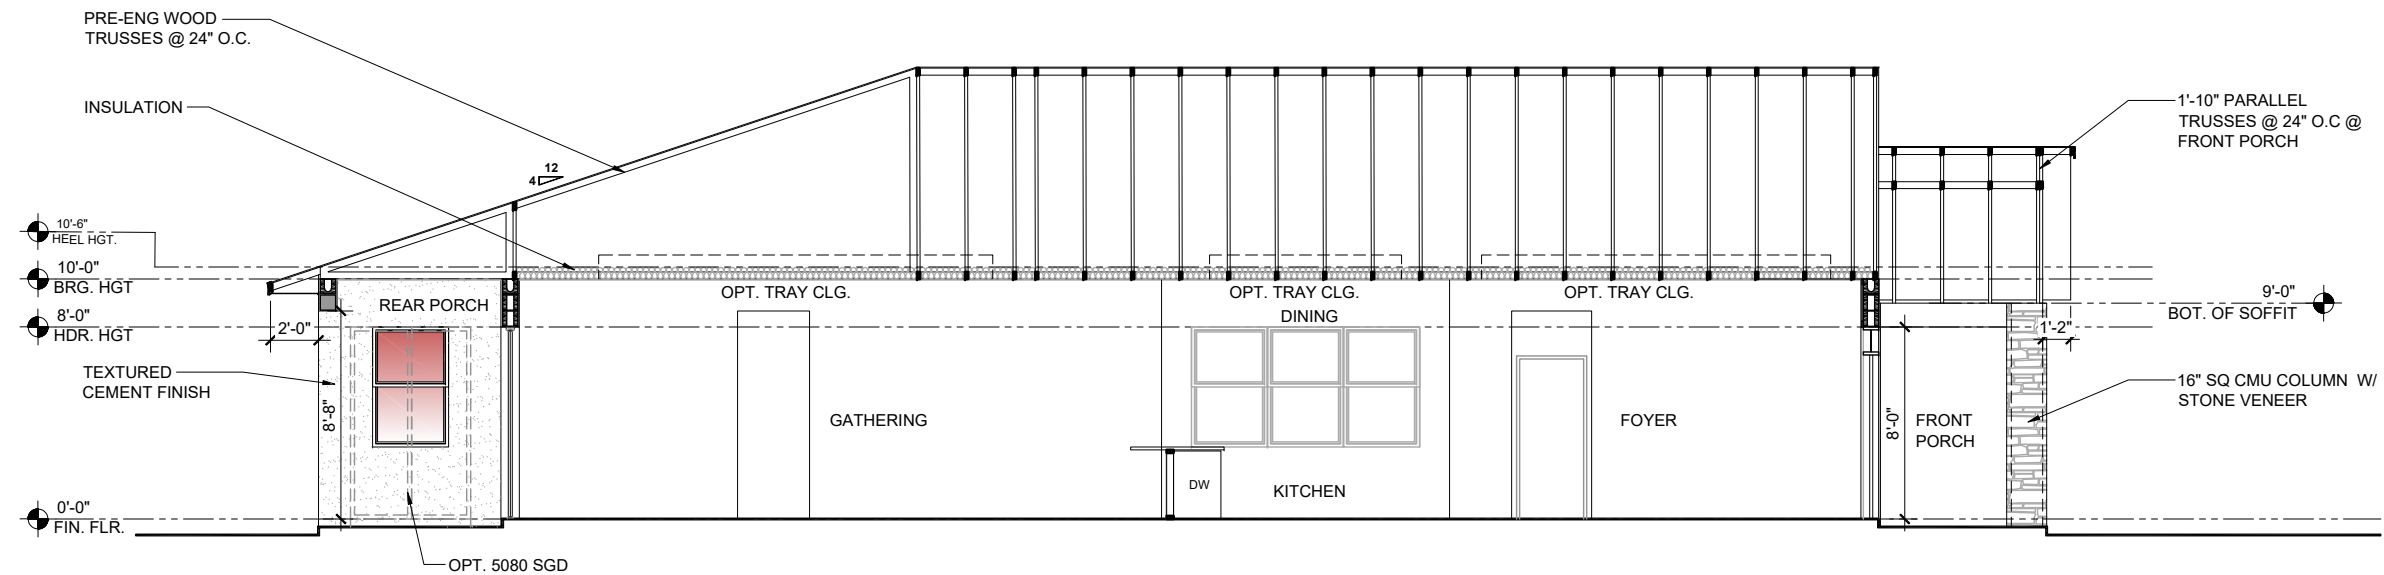 PRE-ENG WOOD
TRUSSES @ 24" O.C.
INSULATION
1'-10" PARALLEL
TRUSSES @ 24" O.C @
FRONT PORCH
12
4
10'-6"
HEEL HGT.
10'-0"
BRG. HGT
8'-0"
HDR. HGT
2'-0"
REAR PORCH
OPT. TRAY CLG.
OPT. TRAY CLG.
OPT. TRAY CLG.
DINING
9'-0"
BOT. OF SOFFIT
1'-2"
TEXTURED
CEMENT FINISH
8'-8"
GATHERING
FOYER
8'-0"
FRONT
PORCH
16" SQ CMU COLUMN W/
STONE VENEER
DW
KITCHEN
0'-0"
FIN. FLR.
OPT. 5080 SGD